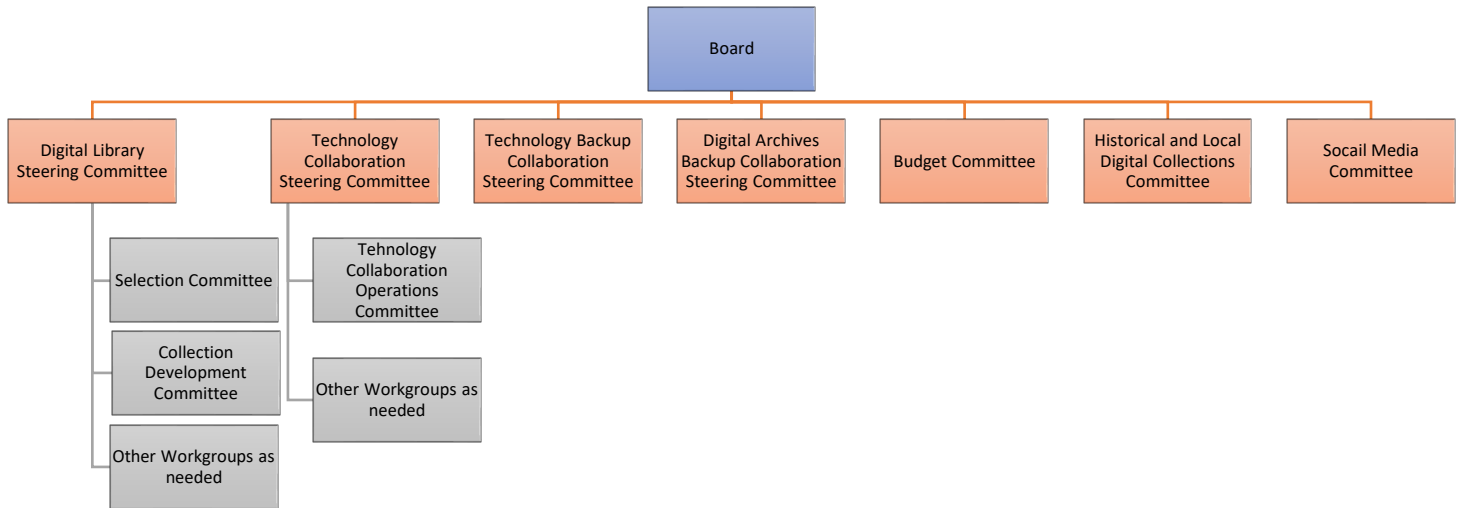 Board
Digital Library
Steering Committee
Technology
Collaboration
Steering Committee
Technology Backup
Collaboration
Steering Committee
Digital Archives
Backup Collaboration
Steering Committee
Budget Committee
Historical and Local
Digital Collections
Committee
Socail Media
Committee
Selection Committee
Collection
Development
Committee
Other Workgroups as
needed
Tehnology
Collaboration
Operations
Committee
Other Workgroups as
needed